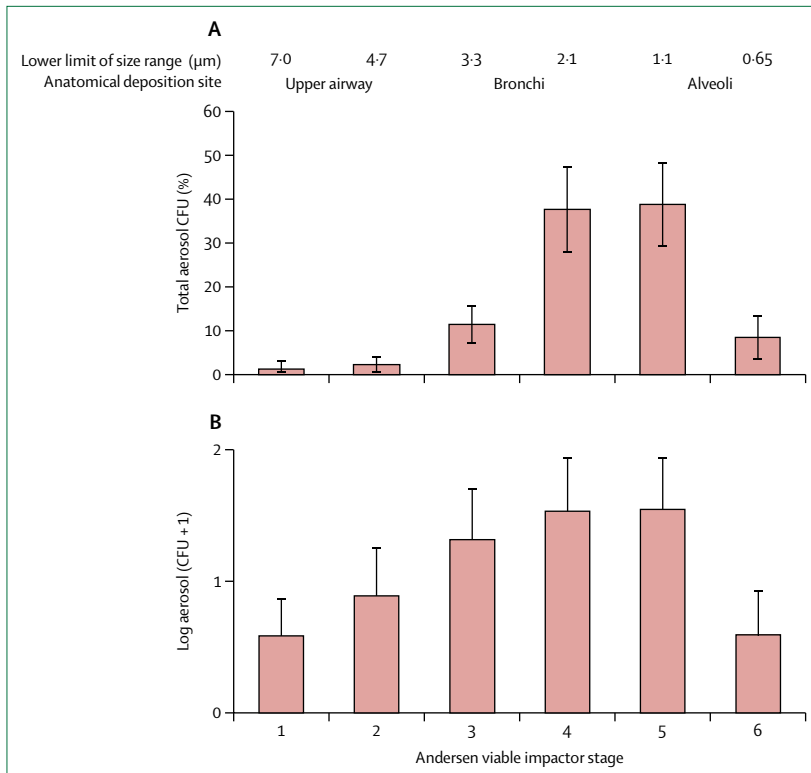 A
Lower limit of size range (µm) 7·0 4·7 3·3 2·1 1·1 0·65
Anatomical deposition site Upper airway Bronchi Alveoli
Total aerosol CFU (%)
60
50
40
30
20
10
0
B
Log aerosol (CFU + 1)
2
1
0
1 2 3 4 5 6
Andersen viable impactor stage